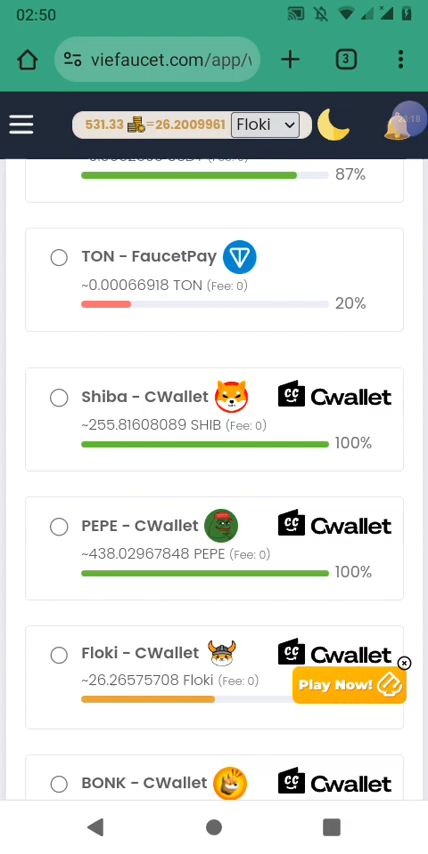 02:50
viefaucet.com/app/
3
531.33 =26.2009961 Floki
87%
TON - FaucetPay
~0.00066918 TON (Fee: 0)
20%
Shiba - CWallet
Cwallet
~255.81608089 SHIB (Fee: 0)
100%
PEPE - CWallet
Cwallet
~438.02967848 PEPE (Fee: 0)
100%
Floki - CWallet
Cwallet
~26.26575708 Floki (Fee: 0)
Play Now!
BONK - CWallet
Cwallet